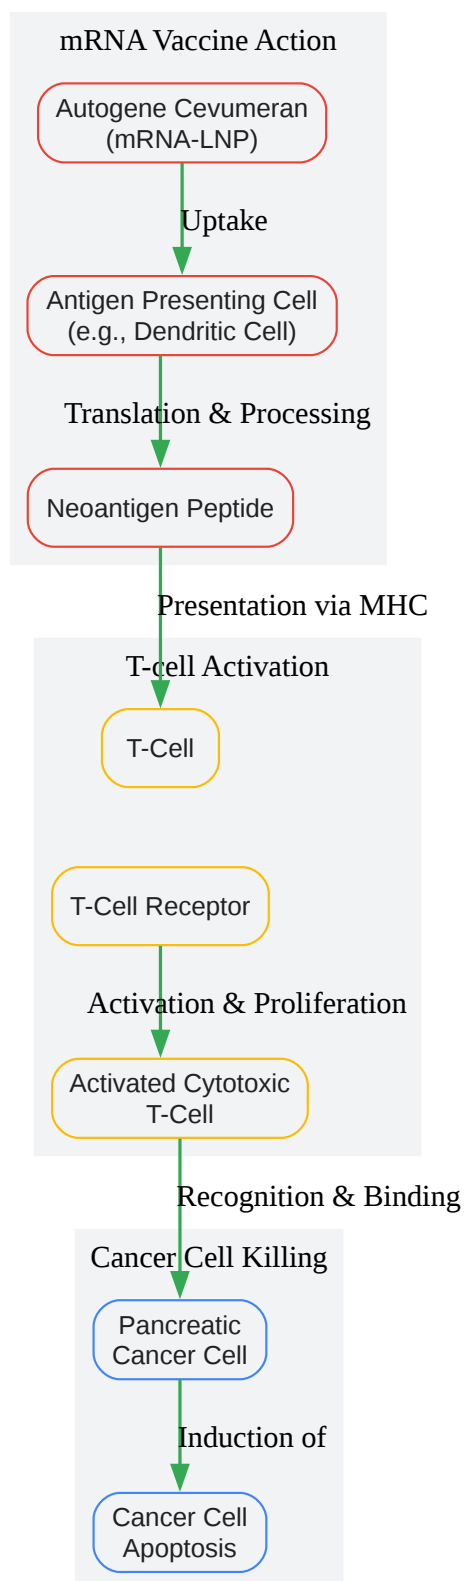 mRNA Vaccine Action
Autogene Cevumeran
(mRNA-LNP)
Uptake
Antigen Presenting Cell
(e.g., Dendritic Cell)
Translation & Processing
Neoantigen Peptide
Presentation via MHC
T-cell Activation
T-Cell
T-Cell Receptor
Activation & Proliferation
Activated Cytotoxic
T-Cell
Recognition & Binding
Cancer Cell Killing
Pancreatic
Cancer Cell
Induction of
Cancer Cell
Apoptosis